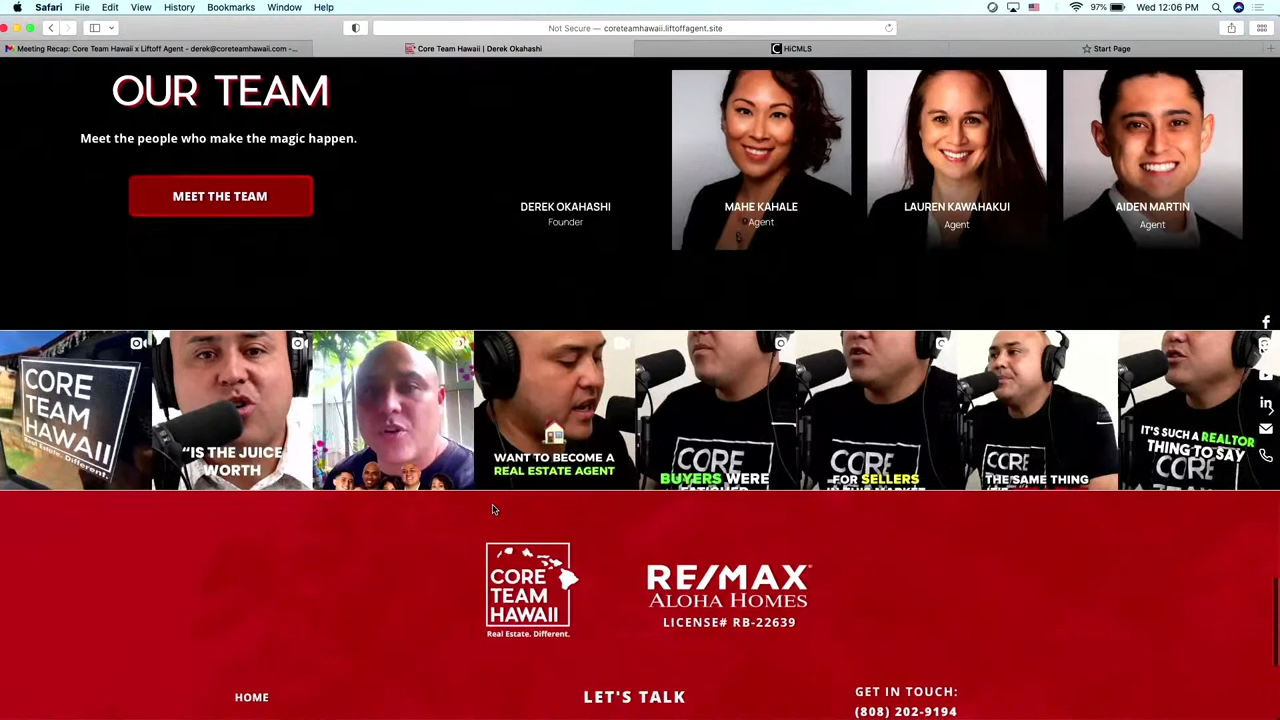 Safari File Edit View History Bookmarks Window Help
97% Wed 12:06 PM
Not Secure — coreteamhawaii.liftoffagent.site
Meeting Recap: Core Team Hawaii x Liftoff Agent - derek@coreteamhawaii.com -...
Core Team Hawaii | Derek Okahashi
HiCMLS
Start Page
OUR TEAM
Meet the people who make the magic happen.
MEET THE TEAM
DEREK OKAHASHI
Founder
MAHE KAHALE
Agent
LAUREN KAWAHAKUI
Agent
AIDEN MARTIN
Agent
CORE
TEAM
HAWAII
Real Estate. Different.
“IS THE JUICE
WORTH
WANT TO BECOME A
REAL ESTATE AGENT
CORE
BUYERS WERE
CORE
FOR SELLERS
CORE
THE SAME THING
IT'S SUCH A REALTOR
THING TO SAY
CORE
CORE
TEAM
HAWAII
Real Estate. Different.
RE/MAX
ALOHA HOMES
LICENSE# RB-22639
HOME
LET'S TALK
GET IN TOUCH:
(808) 202-9194